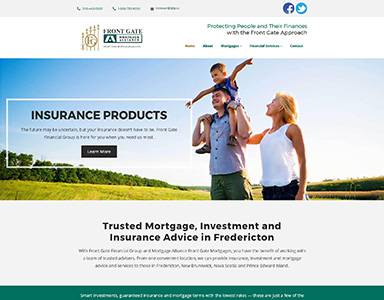 FRONT GATE
MORTGAGE
ALLIANCE
Protecting People and Their Finances
with the Front Gate Approach
Home
About
Mortgages
Financial Services
Contact
INSURANCE PRODUCTS
The future may be uncertain, but your insurance doesn't have to be. Front Gate
Financial Group is here for you when you need us most.
Learn More
Trusted Mortgage, Investment and
Insurance Advice in Fredericton
With Front Gate Financial Group and Mortgage Alliance Front Gate Mortgages, you have the benefit of working with
a team of trusted advisers. From one convenient location, we can provide insurance, investment and mortgage
advice and services to those in Fredericton, New Brunswick, Nova Scotia and Prince Edward Island.
Smart investments, guaranteed insurance and mortgage terms with the lowest rates — these are just a few of the